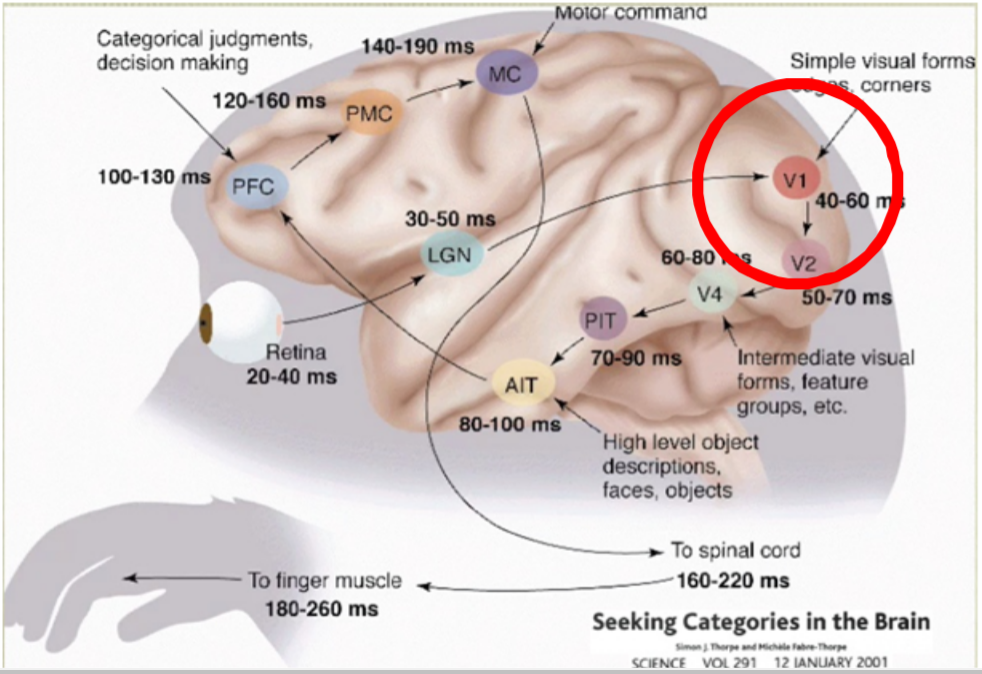 Motor command
Categorical judgments,
decision making
140-190 ms
MC
Simple visual forms
edges, corners
120-160 ms
PMC
100-130 ms
PFC
V1
40-60 ms
30-50 ms
LGN
60-80 ms
V2
V4
50-70 ms
PIT
Retina
20-40 ms
70-90 ms
Intermediate visual
forms, feature
groups, etc.
AIT
80-100 ms
High level object
descriptions,
faces, objects
To spinal cord
160-220 ms
To finger muscle
180-260 ms
Seeking Categories in the Brain
Simon J. Thorpe and Michèle Fabre-Thorpe
SCIENCE VOL 291 12 JANUARY 2001